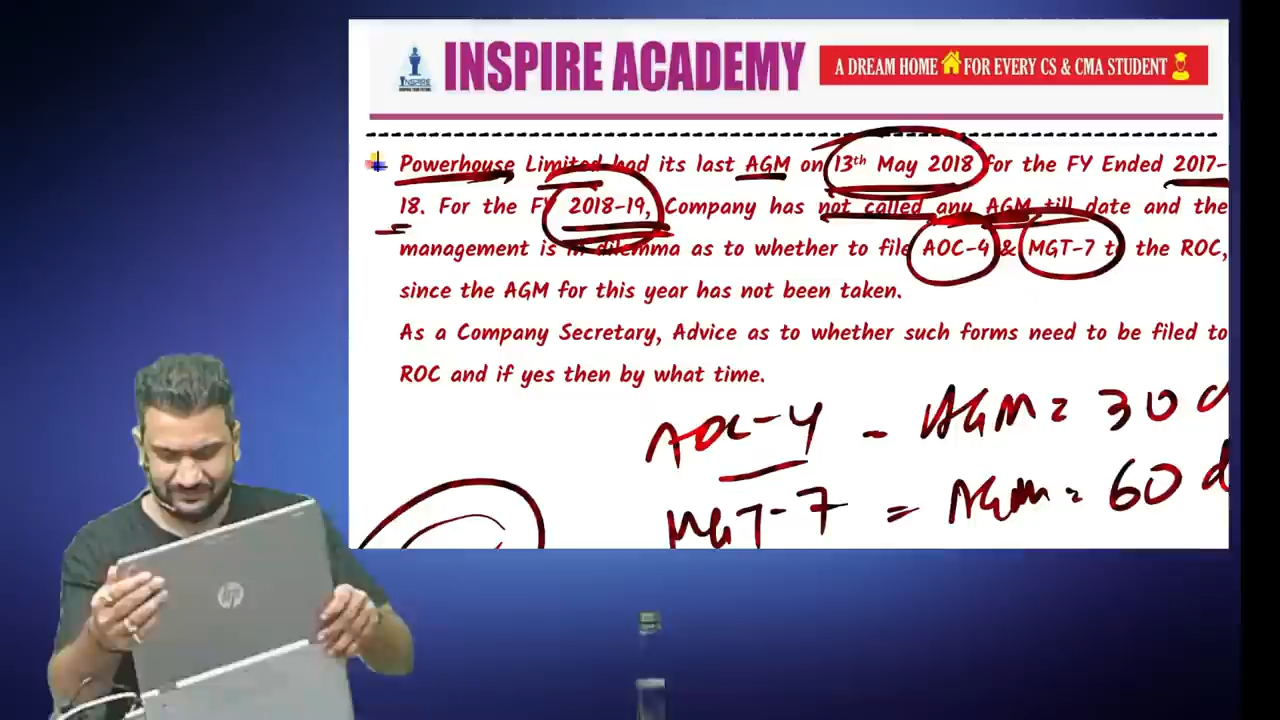 INSPIRE
INSPIRE ACADEMY
A DREAM HOME FOR EVERY CS & CMA STUDENT
Powerhouse Limited had its last AGM on 13th May 2018 for the FY Ended 2017-
18. For the FY 2018-19, Company has not called any AGM till date and the
management is in dilemma as to whether to file AOC-4 & MGT-7 to the ROC,
since the AGM for this year has not been taken.
As a Company Secretary, Advice as to whether such forms need to be filed to
ROC and if yes then by what time.
AOC-4 - AGM = 30 d
MGT-7 = AGM = 60 d
hp